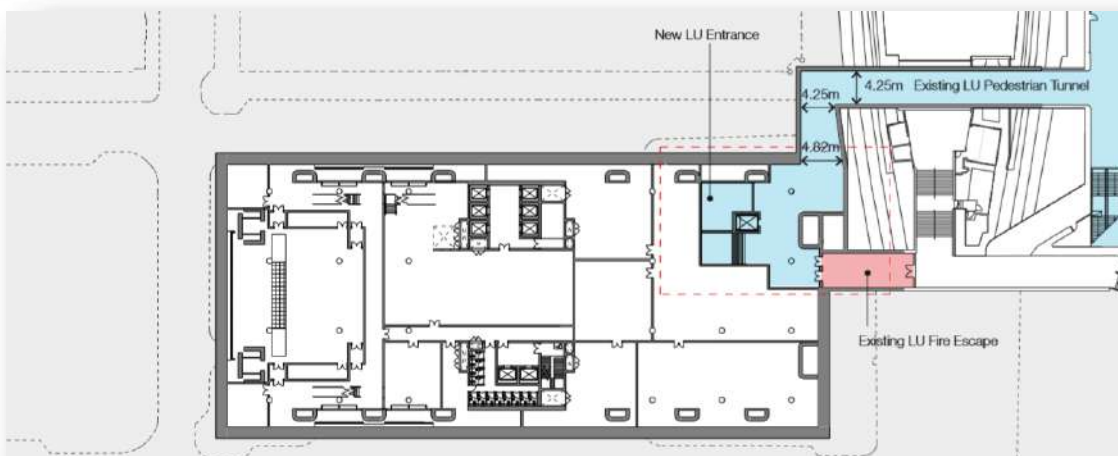 New LU Entrance
4.25m Existing LU Pedestrian Tunnel
4.25m
4.82m
Existing LU Fire Escape